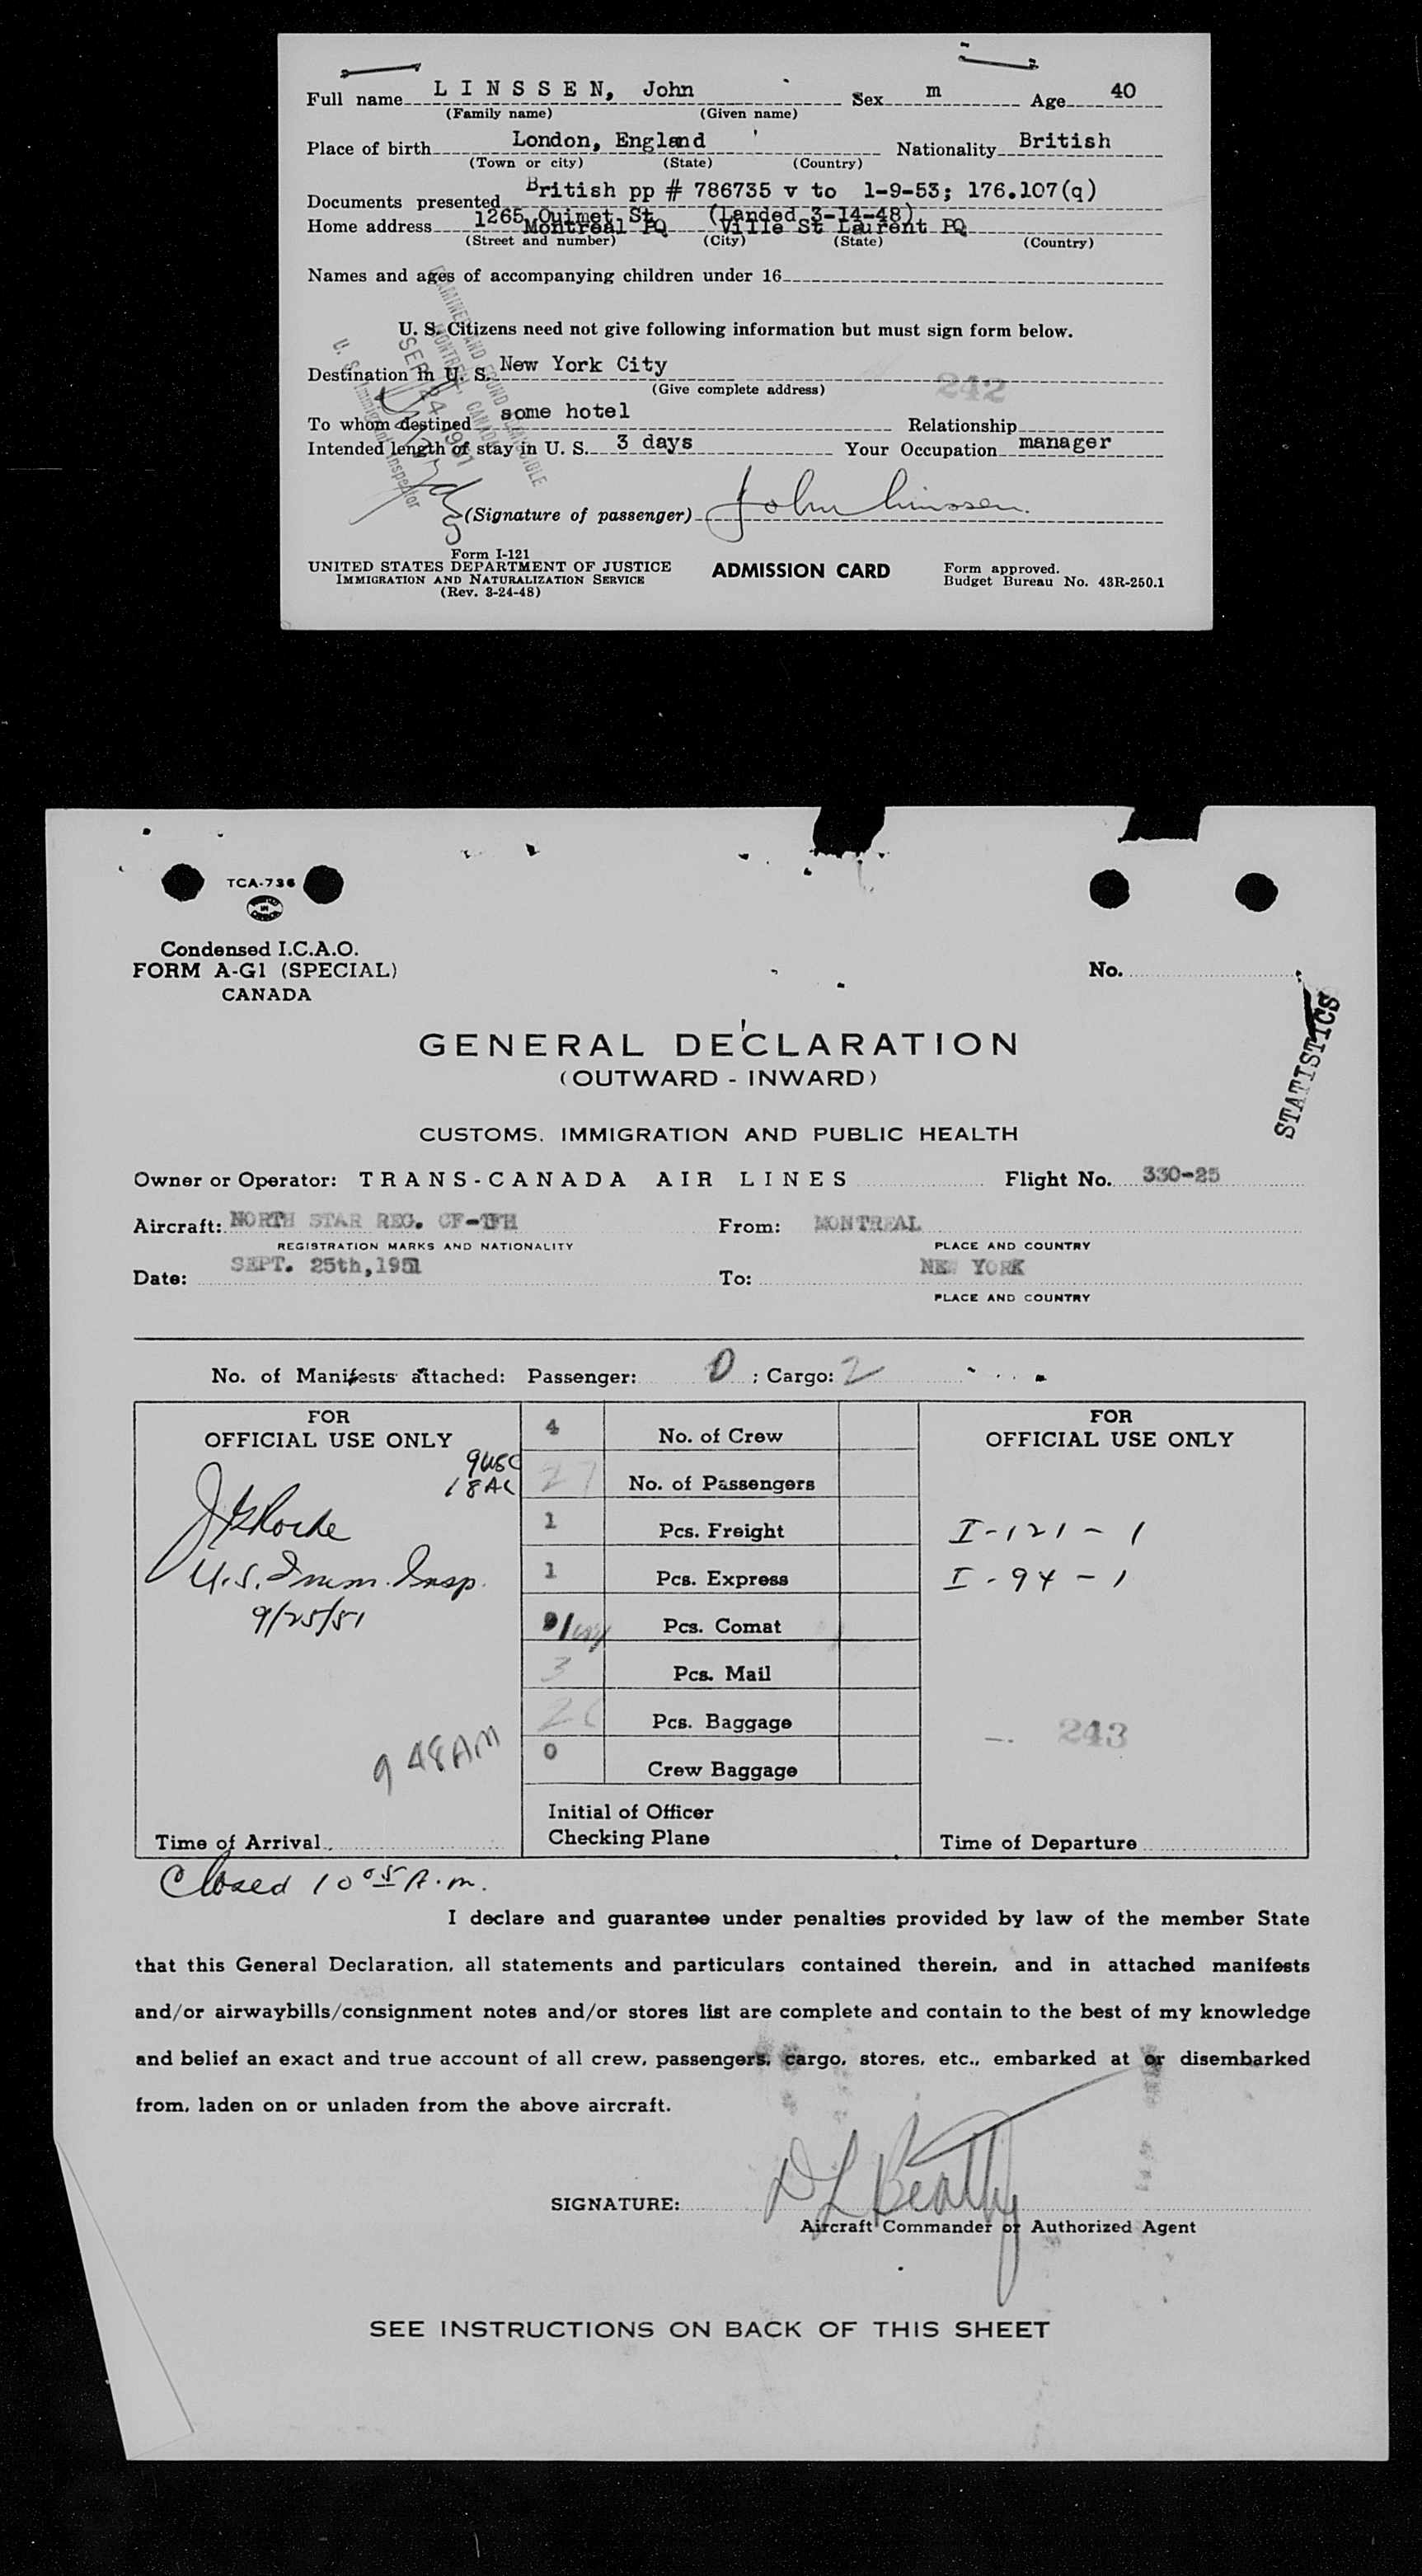 Full name LINSSEN, John Sex m Age 40
(Family name) (Given name)
Place of birth London, England Nationality British
(Town or city) (State) (Country)
Documents presented British pp # 786735 v to 1-9-53; 176.107(q)
1265 Ouimet St (Landed 3-14-48)
Home address Montreal PQ Ville St Laurent PQ
(Street and number) (City) (State) (Country)
Names and ages of accompanying children under 16
U. S. Citizens need not give following information but must sign form below.
Destination in U. S. New York City
(Give complete address)
242
To whom destined some hotel Relationship
Intended length of stay in U. S. 3 days Your Occupation manager
EXAMINED AND FOUND ADMISSIBLE
MONTREAL, CANADA
SEP 24 1951
U. S. Immigrant Inspector
(Signature of passenger) John Linssen.
Form I-121
UNITED STATES DEPARTMENT OF JUSTICE
IMMIGRATION AND NATURALIZATION SERVICE
(Rev. 3-24-48)
ADMISSION CARD
Form approved.
Budget Bureau No. 43R-250.1
TCA-736
Condensed I.C.A.O.
FORM A-G1 (SPECIAL)
CANADA
No.
STATISTICS
GENERAL DECLARATION
(OUTWARD - INWARD)
CUSTOMS. IMMIGRATION AND PUBLIC HEALTH
Owner or Operator: TRANS-CANADA AIR LINES Flight No. 330-25
Aircraft: NORTH STAR REG. CF-TFH From: MONTREAL
REGISTRATION MARKS AND NATIONALITY PLACE AND COUNTRY
Date: SEPT. 25th, 1951 To: NEW YORK
PLACE AND COUNTRY
No. of Manifests attached: Passenger: 0 ; Cargo: 2
FOR
OFFICIAL USE ONLY
9 USC
18 AC
U.S. Imm. Insp.
9/25/51
9 48 AM
Time of Arrival
4 No. of Crew
27 No. of Passengers
1 Pcs. Freight
1 Pcs. Express
Pcs. Comat
3 Pcs. Mail
Pcs. Baggage
0 Crew Baggage
Initial of Officer
Checking Plane
FOR
OFFICIAL USE ONLY
I-121 - 1
I-94 - 1
243
Time of Departure
Closed 10 05 A.m.
I declare and guarantee under penalties provided by law of the member State
that this General Declaration, all statements and particulars contained therein, and in attached manifests
and/or airwaybills/consignment notes and/or stores list are complete and contain to the best of my knowledge
and belief an exact and true account of all crew, passengers, cargo, stores, etc., embarked at or disembarked
from, laden on or unladen from the above aircraft.
SIGNATURE: D L Beatty
Aircraft Commander or Authorized Agent
SEE INSTRUCTIONS ON BACK OF THIS SHEET